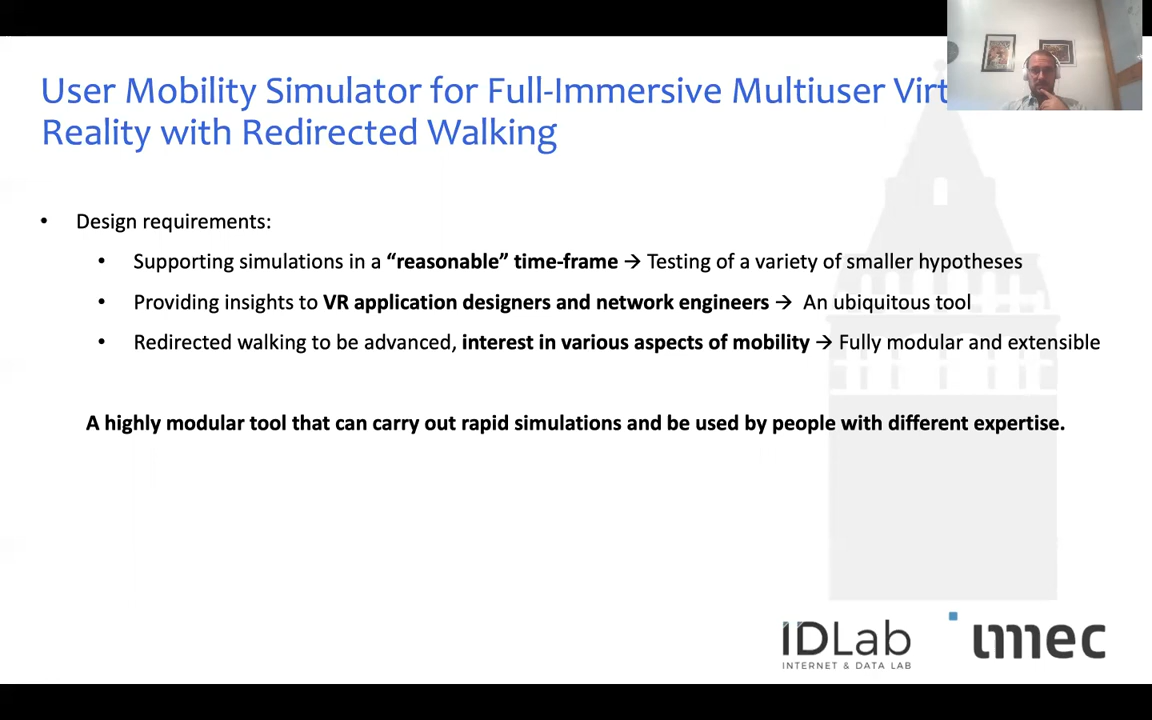 User Mobility Simulator for Full-Immersive Multiuser Virt
Reality with Redirected Walking
• Design requirements:
• Supporting simulations in a “reasonable” time-frame → Testing of a variety of smaller hypotheses
• Providing insights to VR application designers and network engineers → An ubiquitous tool
• Redirected walking to be advanced, interest in various aspects of mobility → Fully modular and extensible
A highly modular tool that can carry out rapid simulations and be used by people with different expertise.
IDLab
INTERNET & DATA LAB
imec